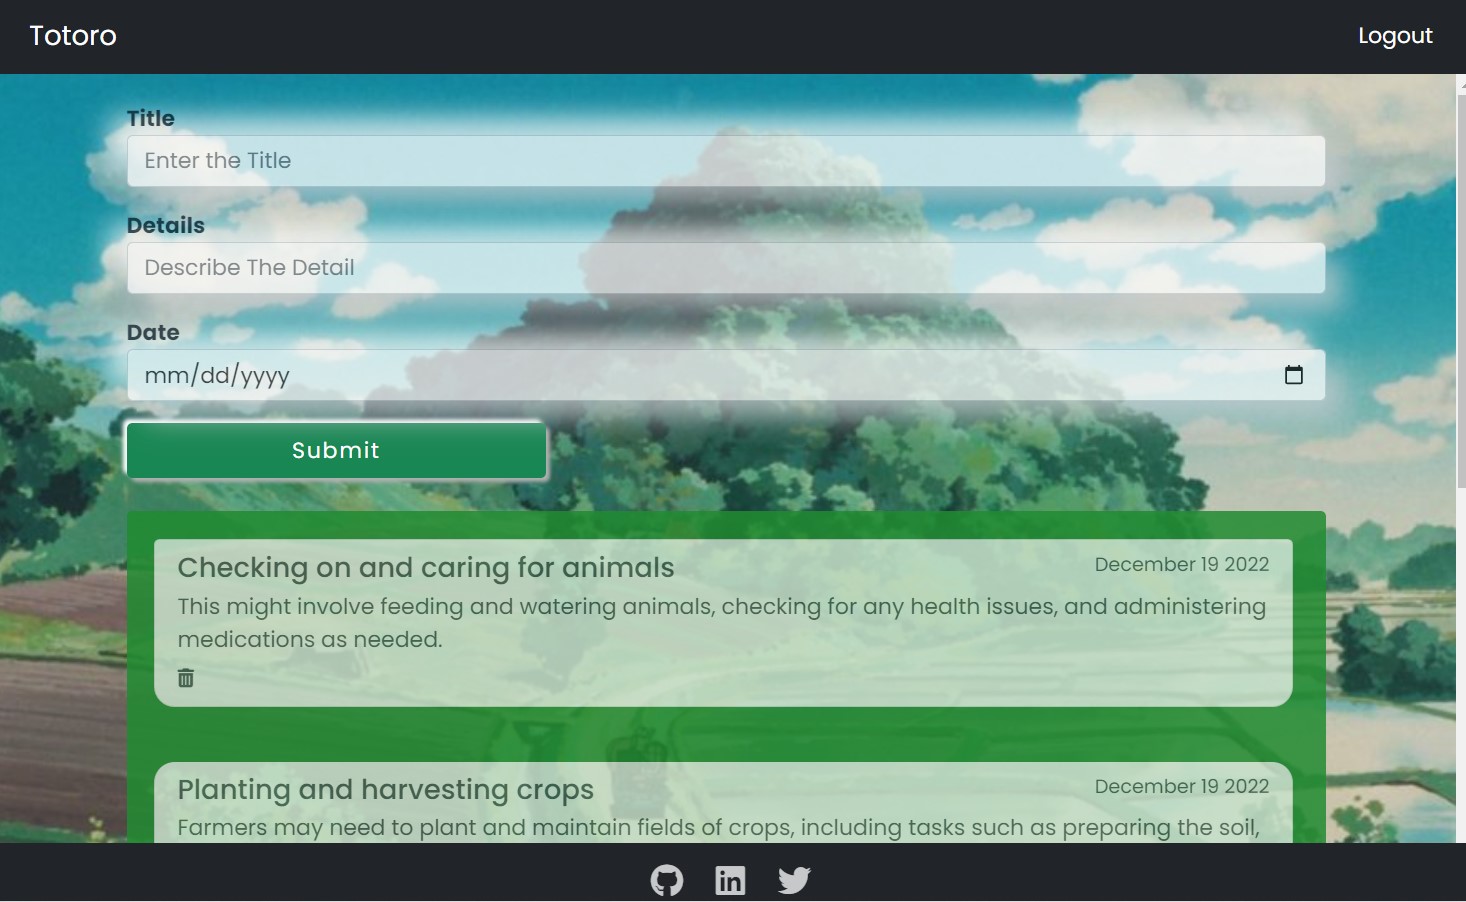 Totoro
Logout
Title
Enter the Title
Details
Describe The Detail
Date
mm/dd/yyyy
Submit
Checking on and caring for animals
December 19 2022
This might involve feeding and watering animals, checking for any health issues, and administering
medications as needed.
Planting and harvesting crops
December 19 2022
Farmers may need to plant and maintain fields of crops, including tasks such as preparing the soil,
in